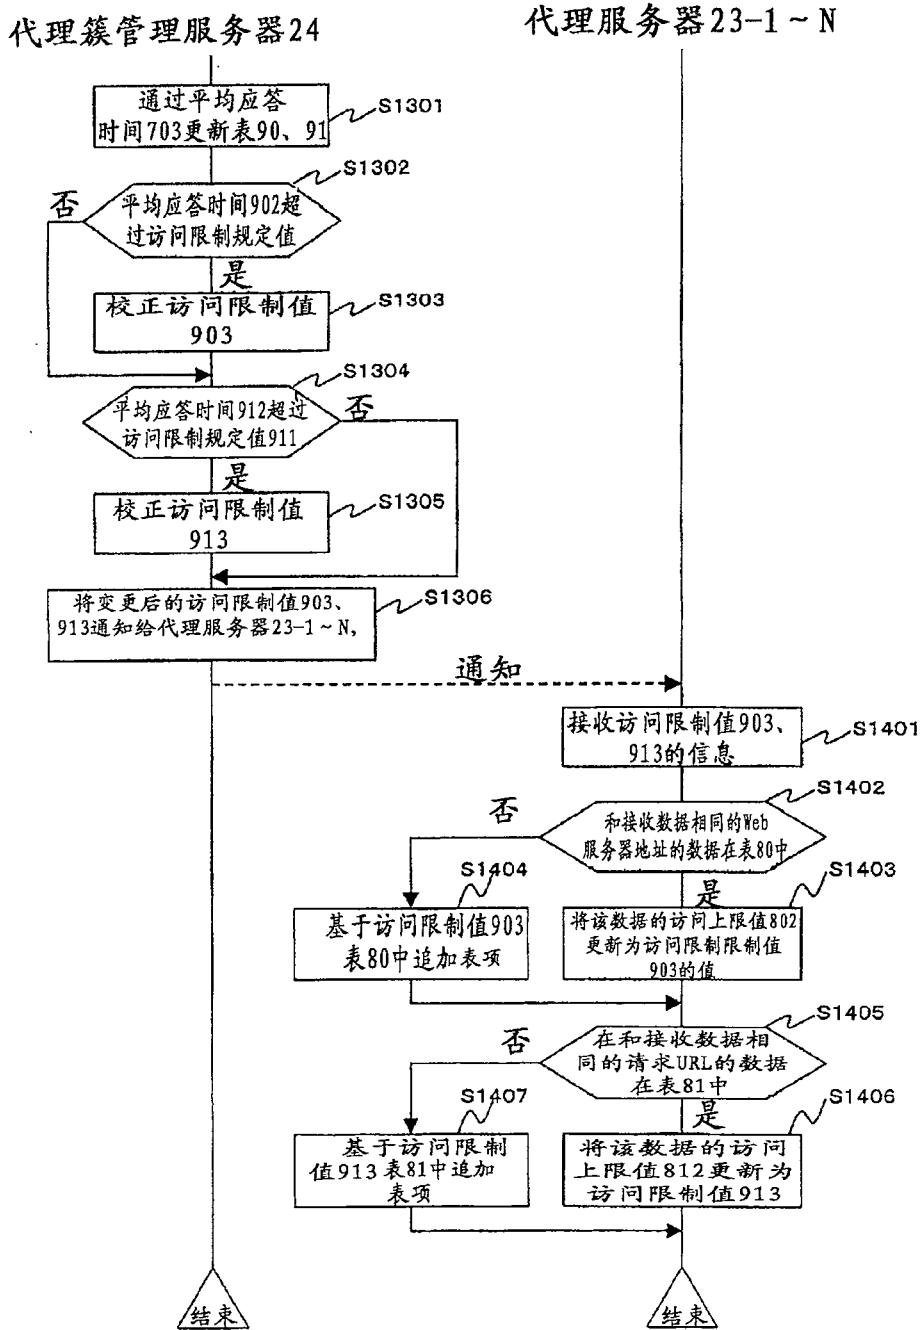 代理簇管理服务器24
代理服务器23-1～N
通过平均应答
时间703更新表90、91
S1301
S1302
否
平均应答时间902超
过访问限制规定值
是
校正访问限制值
903
S1303
S1304
平均应答时间912超过
访问限制规定值911
否
是
校正访问限制值
913
S1305
将变更后的访问限制值903、
913通知给代理服务器23-1～N,
S1306
通知
接收访问限制值903、
913的信息
S1401
S1402
否
和接收数据相同的Web
服务器地址的数据在表80中
S1404
是
S1403
基于访问限制值903
表80中追加表项
将该数据的访问上限值802
更新为访问限制限制值
903的值
S1405
否
在和接收数据相
同的请求URL的数据
在表81中
S1407
是
S1406
基于访问限制
值913表81中追加
表项
将该数据的访问
上限值812更新为
访问限制值913
结束
结束